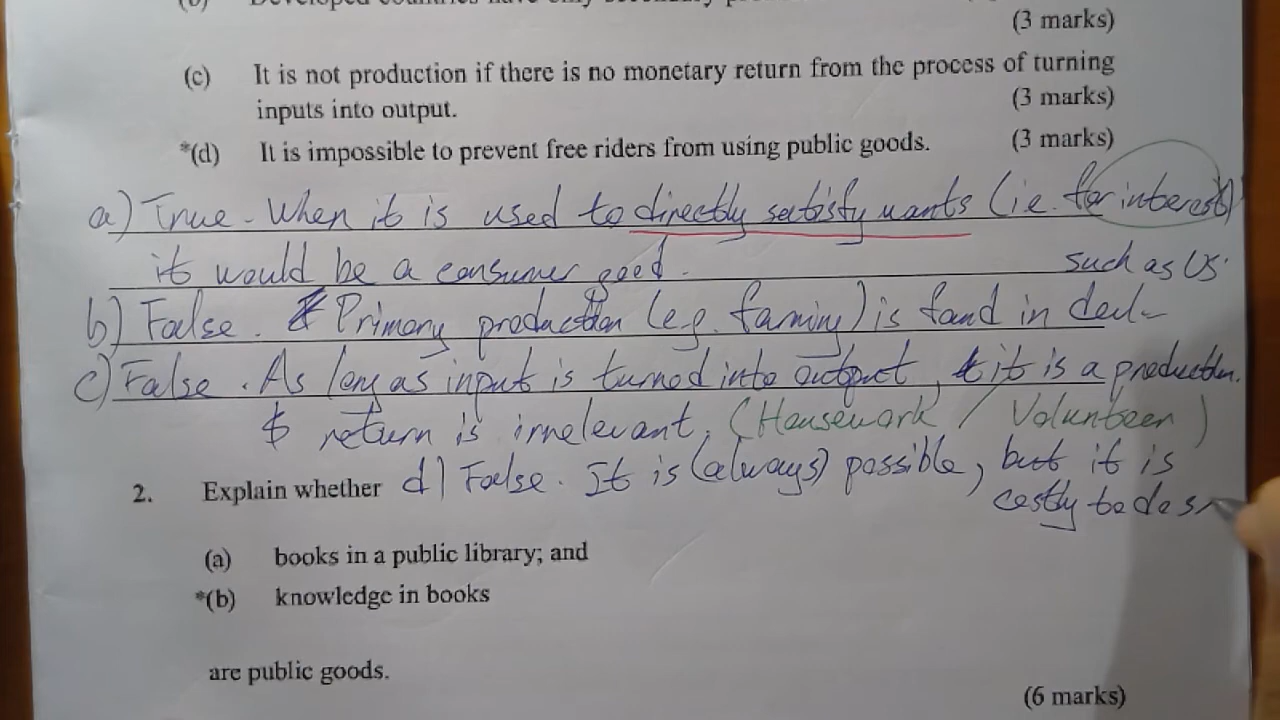 (b) Developed countries have only secondary
(3 marks)
(c) It is not production if there is no monetary return from the process of turning
inputs into output. (3 marks)
*(d) It is impossible to prevent free riders from using public goods. (3 marks)
a) True. When it is used to directly satisfy wants (i.e. for interest)
it would be a consumer good. such as US.
b) False. Primary production (e.g. farming) is found in
c) False. As long as input is turned into output, it is a production.
$ return is irrelevant. (Housework / Volunteer)
2. Explain whether d) False. It is (always) possible, but it is
costly to do so
(a) books in a public library; and
*(b) knowledge in books
are public goods.
(6 marks)